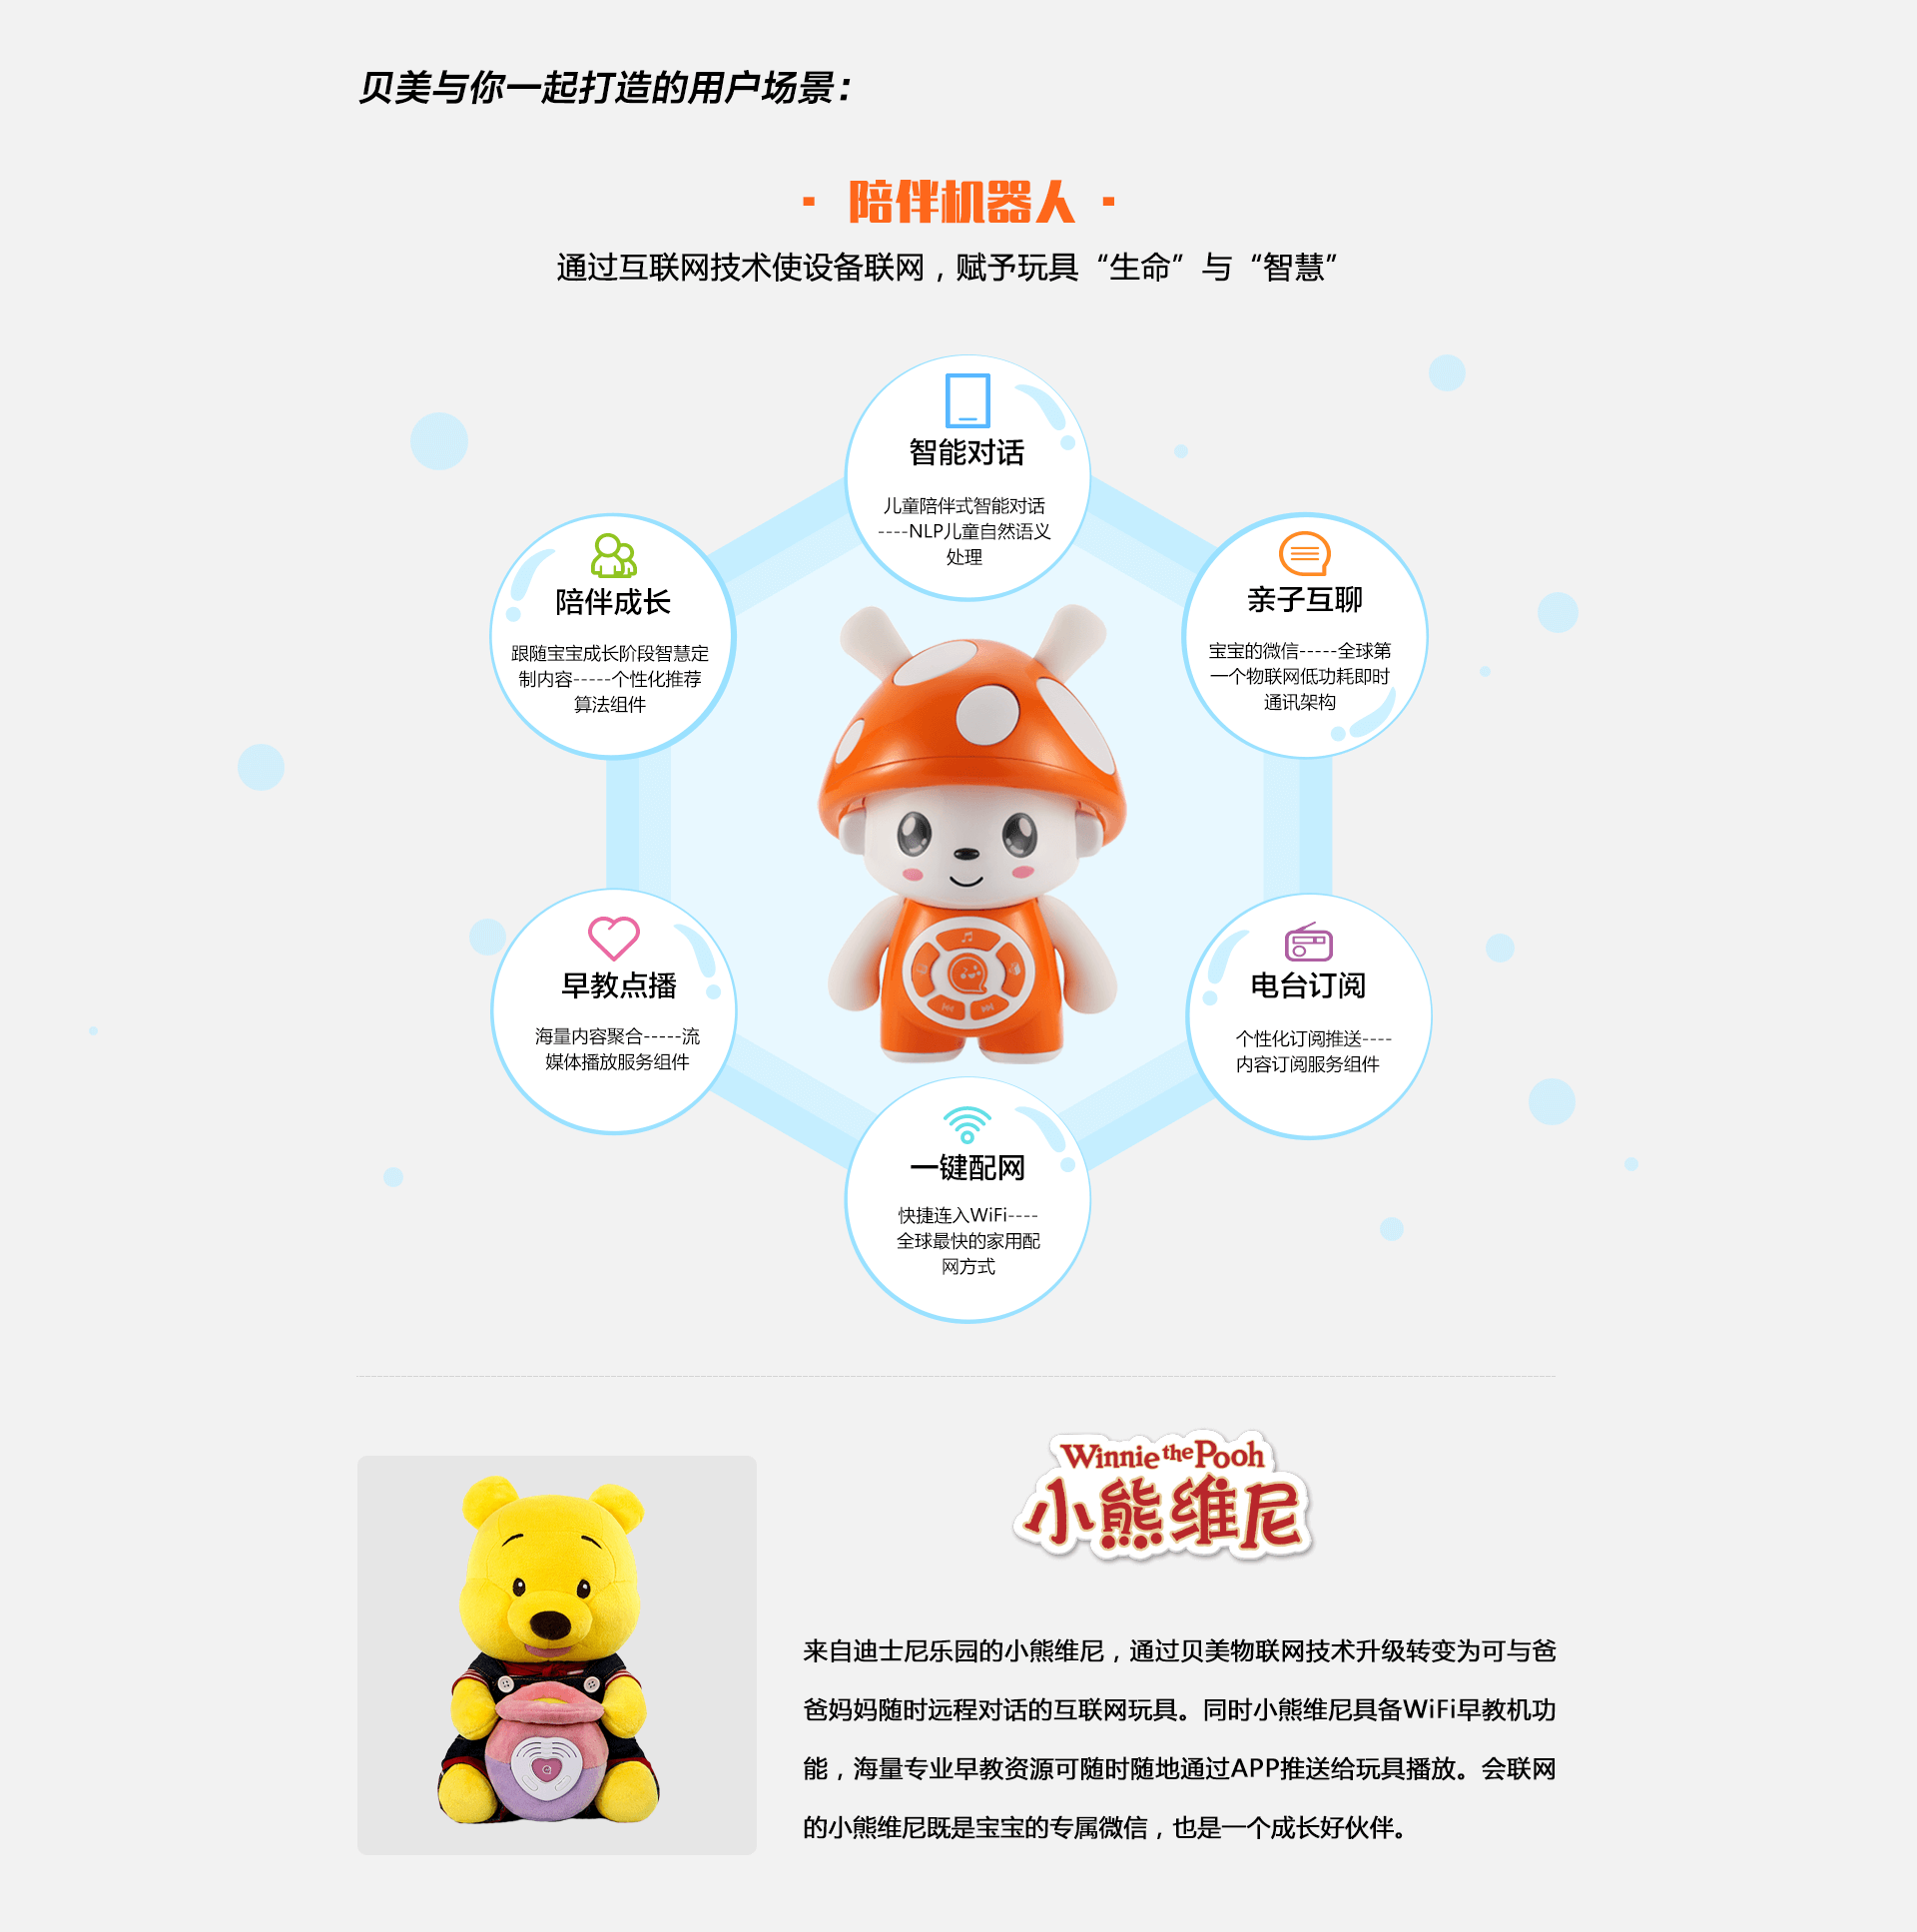 贝美与你一起打造的用户场景：
· 陪伴机器人 ·
通过互联网技术使设备联网，赋予玩具“生命”与“智慧”
智能对话
儿童陪伴式智能对话
----NLP儿童自然语义
处理
陪伴成长
跟随宝宝成长阶段智慧定
制内容-----个性化推荐
算法组件
亲子互聊
宝宝的微信-----全球第
一个物联网低功耗即时
通讯架构
早教点播
海量内容聚合-----流
媒体播放服务组件
电台订阅
个性化订阅推送----
内容订阅服务组件
一键配网
快捷连入WiFi----
全球最快的家用配
网方式
Winnie the Pooh
小熊维尼
来自迪士尼乐园的小熊维尼，通过贝美物联网技术升级转变为可与爸
爸妈妈随时远程对话的互联网玩具。同时小熊维尼具备WiFi早教机功
能，海量专业早教资源可随时随地通过APP推送给玩具播放。会联网
的小熊维尼既是宝宝的专属微信，也是一个成长好伙伴。